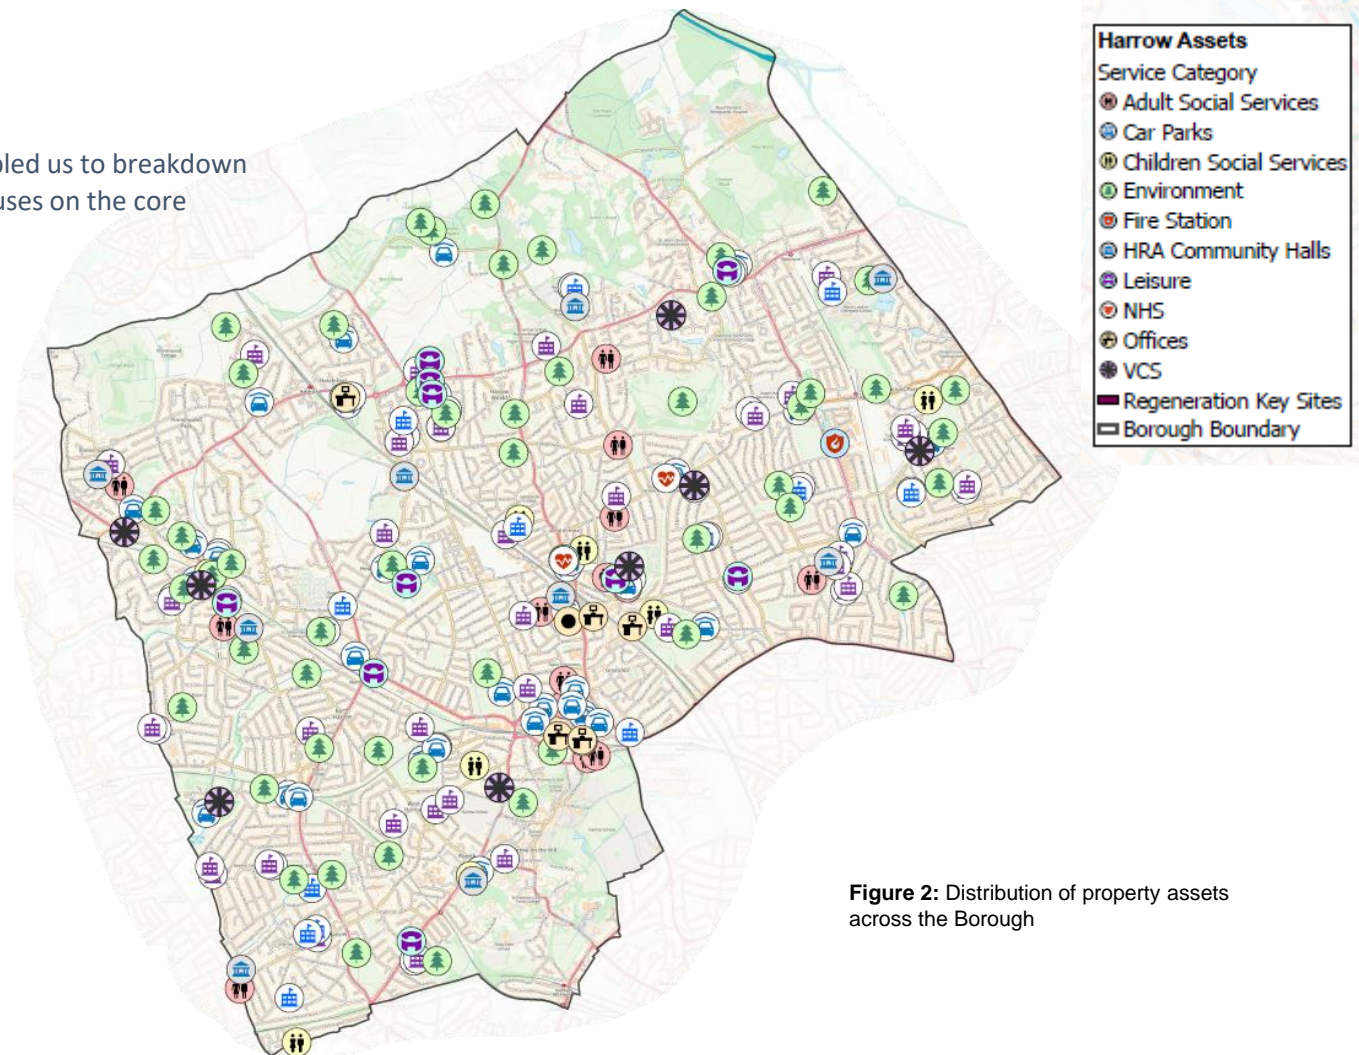 bled us to breakdown
uses on the core
Harrow Assets
Service Category
Adult Social Services
Car Parks
Children Social Services
Environment
Fire Station
HRA Community Halls
Leisure
NHS
Offices
VCS
Regeneration Key Sites
Borough Boundary
Figure 2: Distribution of property assets
across the Borough